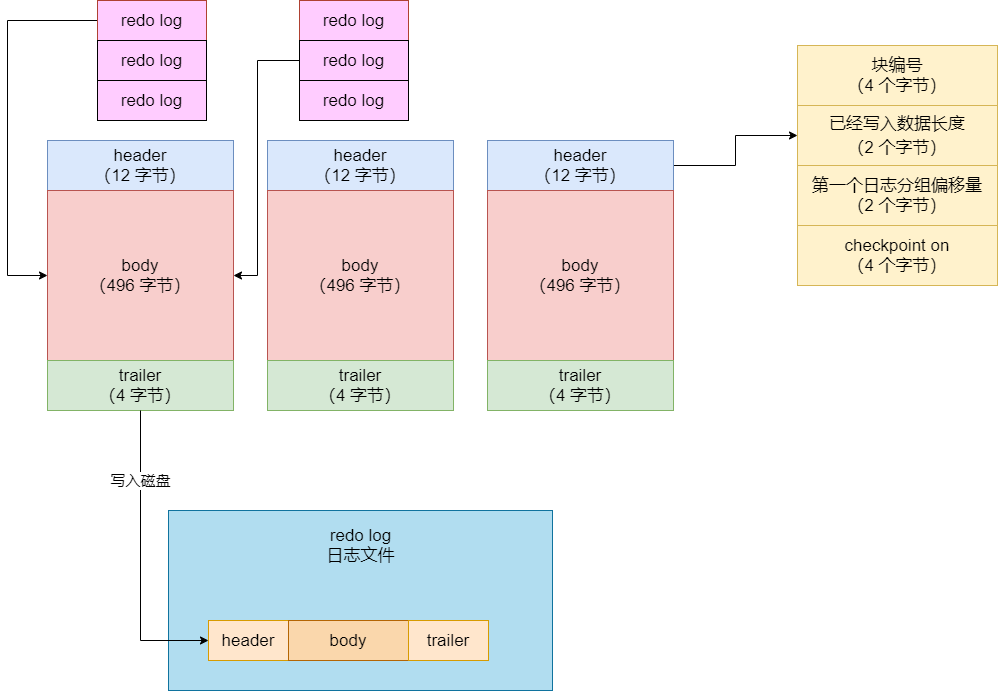 redo log
redo log
redo log
redo log
redo log
redo log
header
（12 字节）
body
（496 字节）
trailer
（4 字节）
header
（12 字节）
body
（496 字节）
trailer
（4 字节）
header
（12 字节）
body
（496 字节）
trailer
（4 字节）
块编号
（4 个字节）
已经写入数据长度
（2 个字节）
第一个日志分组偏移量
（2 个字节）
checkpoint on
（4 个字节）
写入磁盘
redo log
日志文件
header
body
trailer